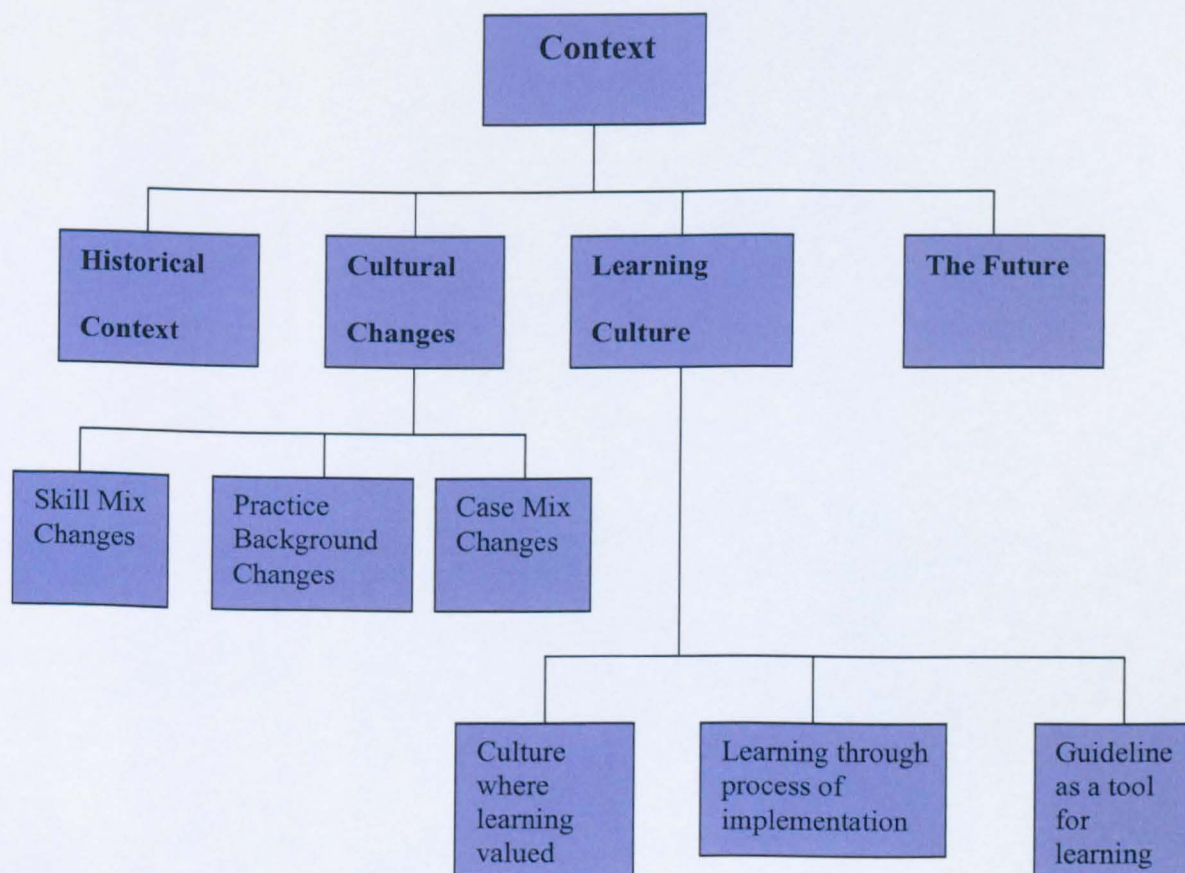 Context
Historical
Context
Cultural
Changes
Learning
Culture
The Future
Skill Mix
Changes
Practice
Background
Changes
Case Mix
Changes
Culture
where
learning
valued
Learning through
process of
implementation
Guideline
as a tool
for
learning